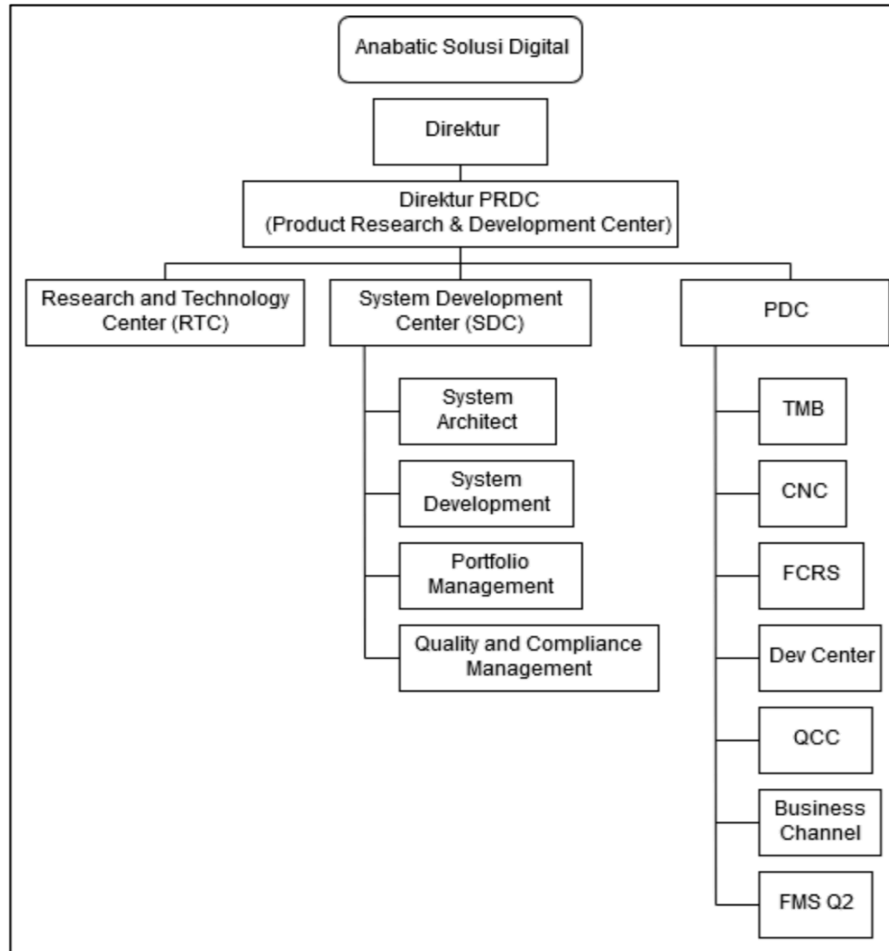 Anabatic Solusi Digital
Direktur
Direktur PRDC
(Product Research & Development Center)
Research and Technology
Center (RTC)
System Development
Center (SDC)
PDC
System
Architect
System
Development
Portfolio
Management
Quality and Compliance
Management
TMB
CNC
FCRS
Dev Center
QCC
Business
Channel
FMS Q2